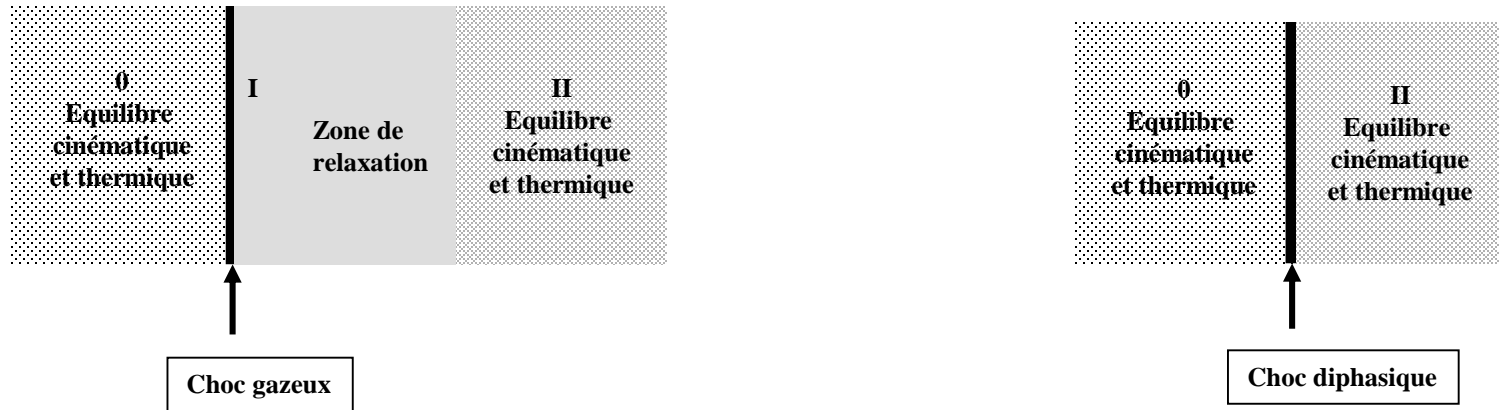 0
Equilibre
cinématique
et thermique
I
Zone de
relaxation
II
Equilibre
cinématique
et thermique
Choc gazeux
0
Equilibre
cinématique
et thermique
II
Equilibre
cinématique
et thermique
Choc diphasique